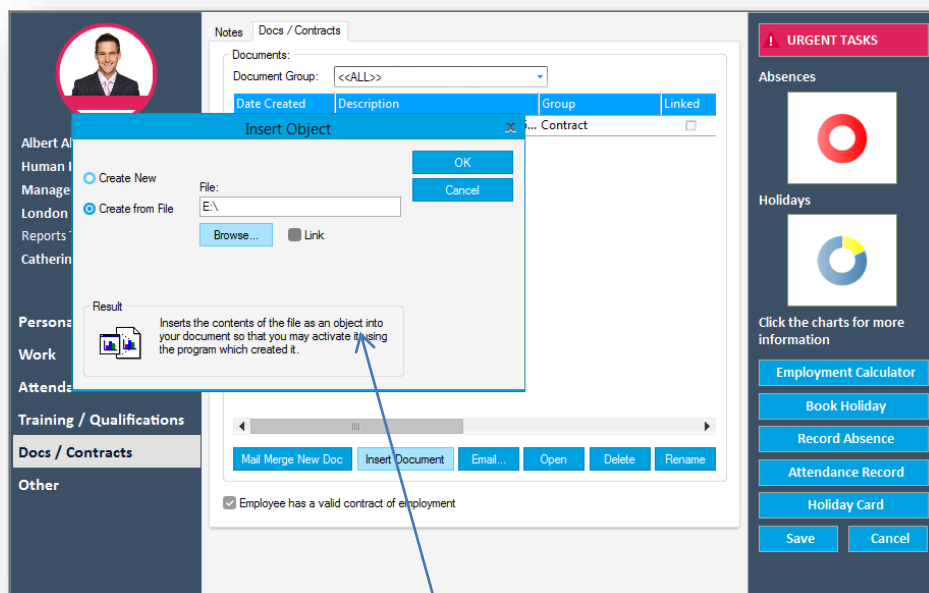 Notes Docs / Contracts
Documents:
Document Group: <<ALL>>
Date Created Description Group Linked
Contract
Insert Object
Create New
Create from File
File:
E:\
Browse... Link
OK
Cancel
Result
Inserts the contents of the file as an object into
your document so that you may activate it using
the program which created it.
Albert
Human
London
Reports
Work
Training / Qualifications
Docs / Contracts
Other
Mail Merge New Doc Insert Document Email... Open Delete Rename
Employee has a valid contract of employment
URGENT TASKS
Absences
Holidays
Click the charts for more
information
Employment Calculator
Book Holiday
Record Absence
Attendance Record
Holiday Card
Save Cancel